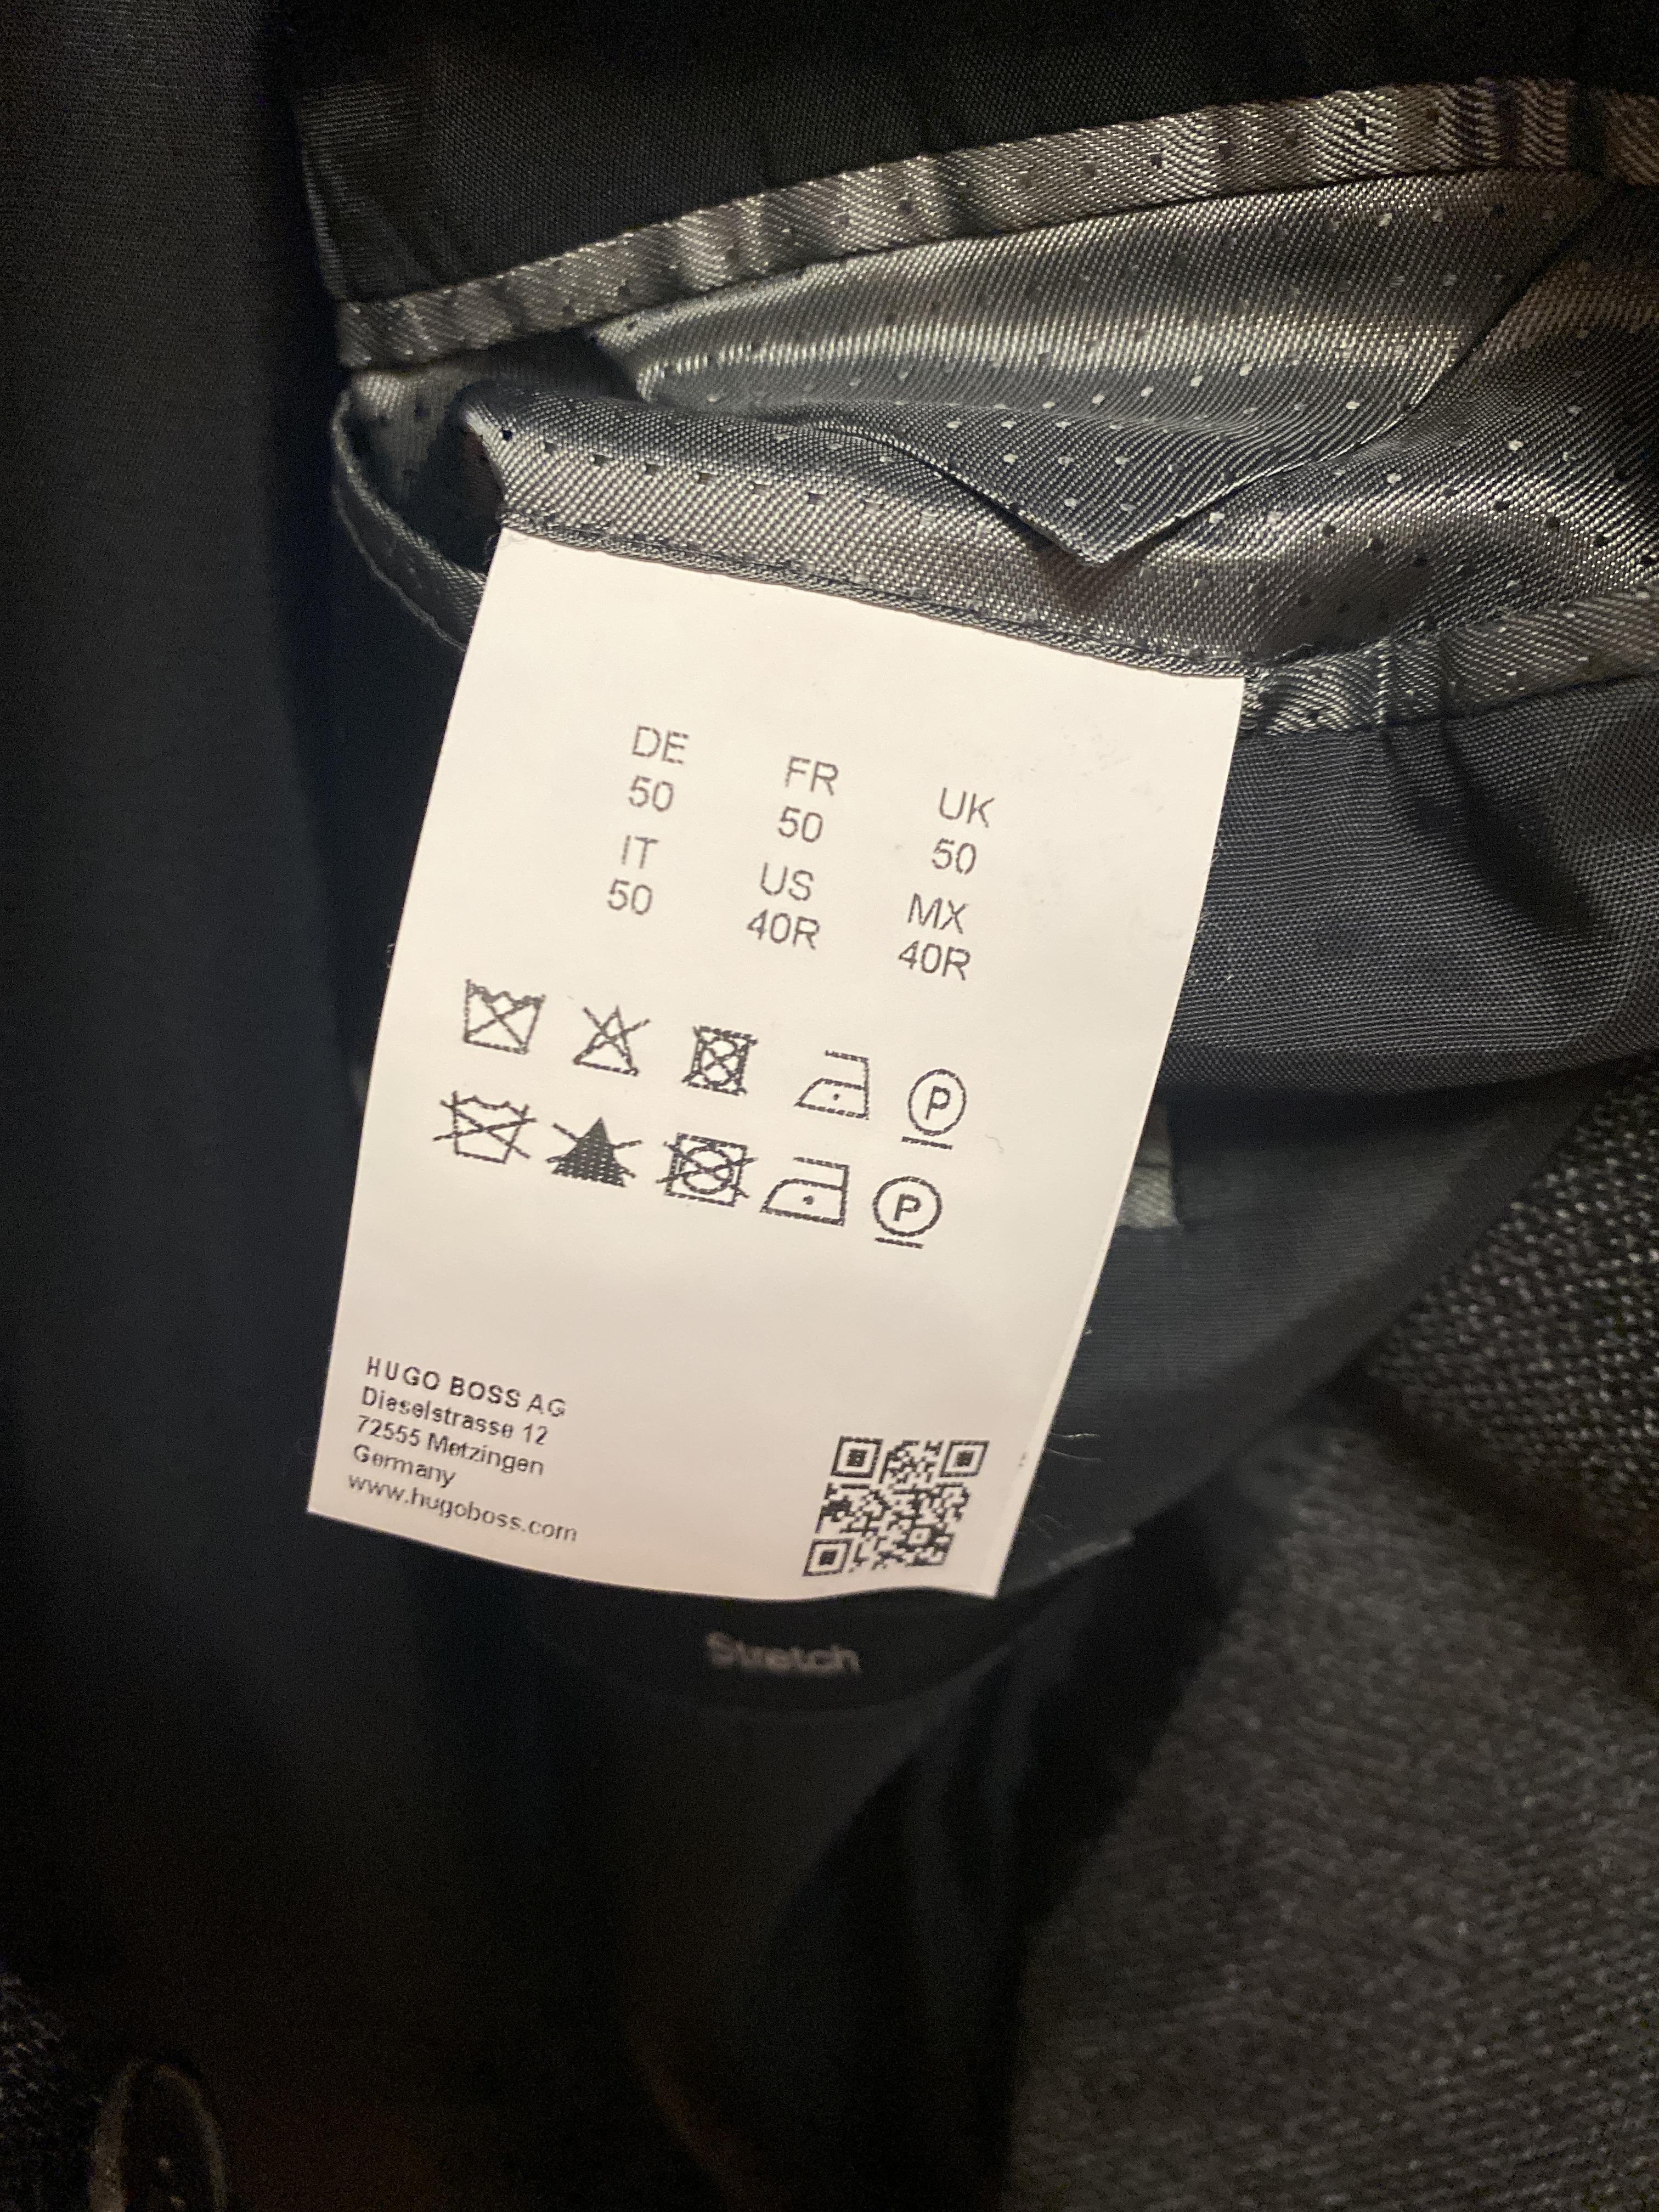 DE FR UK
50 50 50
IT US MX
50 40R 40R
P
P
HUGO BOSS AG
Dieselstrasse 12
72555 Metzingen
Germany
www.hugoboss.com
Stretch